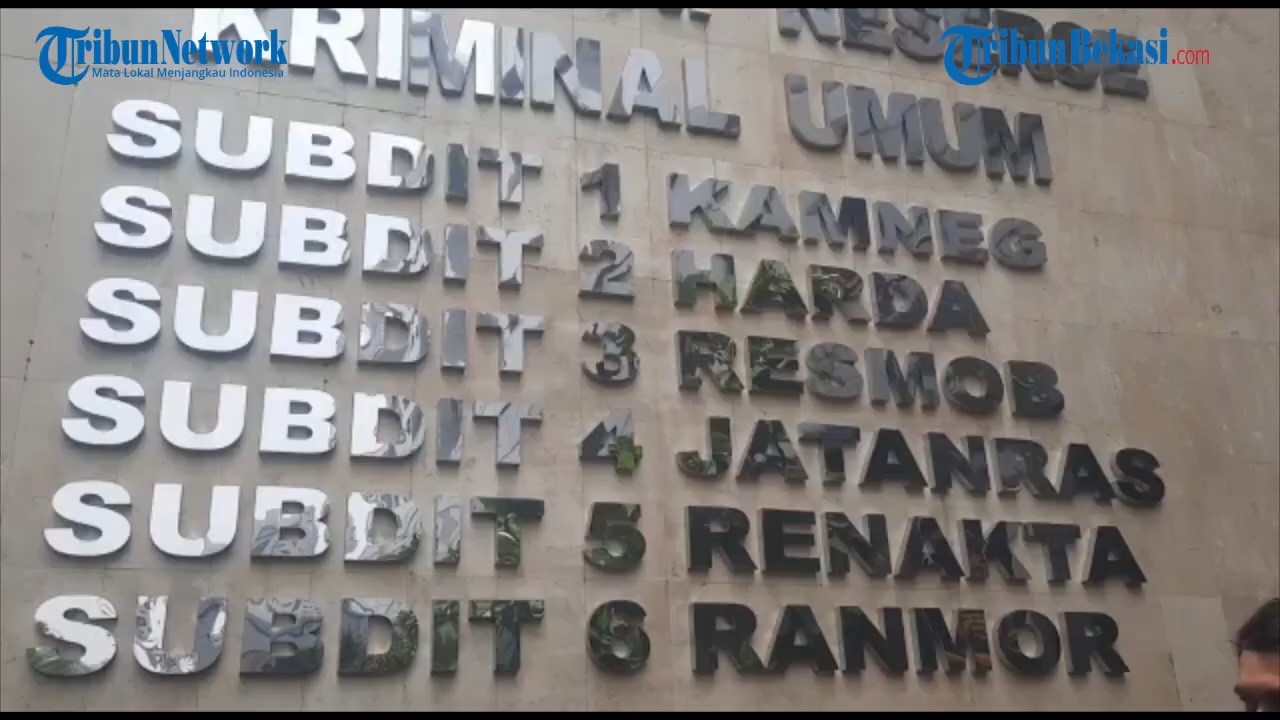 TribunNetwork
Mata Lokal Menjangkau Indonesia
TribunBekasi.com
RESERSE
KRIMINAL UMUM
SUBDIT 1 KAMNEG
SUBDIT 2 HARDA
SUBDIT 3 RESMOB
SUBDIT 4 JATANRAS
SUBDIT 5 RENAKTA
SUBDIT 6 RANMOR